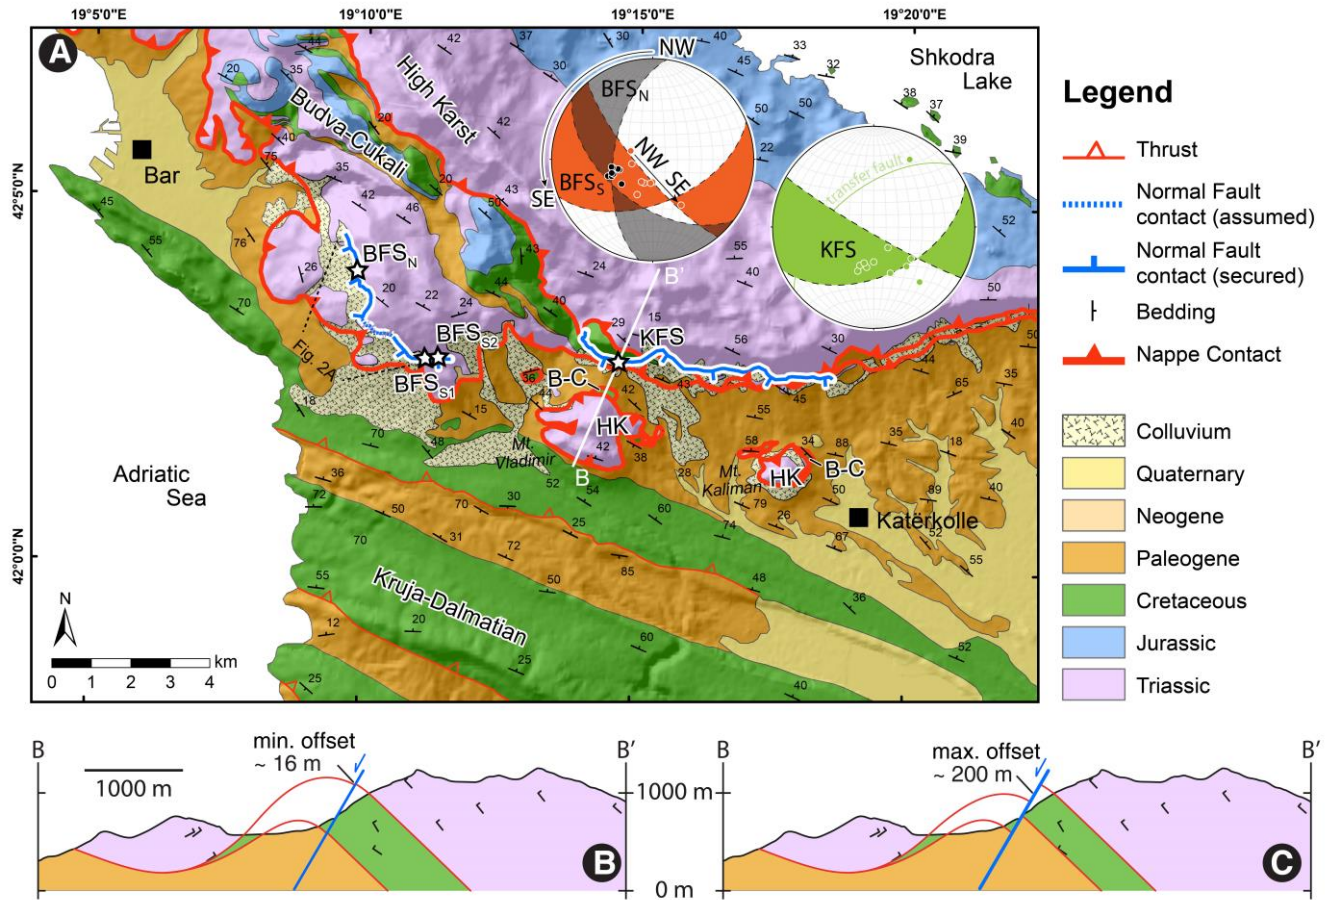 19°5'0"E
19°10'0"E
19°15'0"E
19°20'0"E
42°5'0"N
42°0'0"N
A
Bar
Budva-Cukali
High Karst
Shkodra
Lake
NW
SE
BFSN
BFSS
NW SE
transfer fault
KFS
BFSN
BFSS2
BFSS1
KFS
Fig. 2A
B'
B
B-C
HK
Mt.
Vladimir
Mt.
Kaliman
B-C
HK
Katërkolle
Adriatic
Sea
Kruja-Dalmatian
N
0 1 2 3 4 km
Legend
Thrust
Normal Fault
contact (assumed)
Normal Fault
contact (secured)
Bedding
Nappe Contact
Colluvium
Quaternary
Neogene
Paleogene
Cretaceous
Jurassic
Triassic
B
B'
min. offset
~ 16 m
1000 m
B
1000 m
0 m
B
B'
max. offset
~ 200 m
C